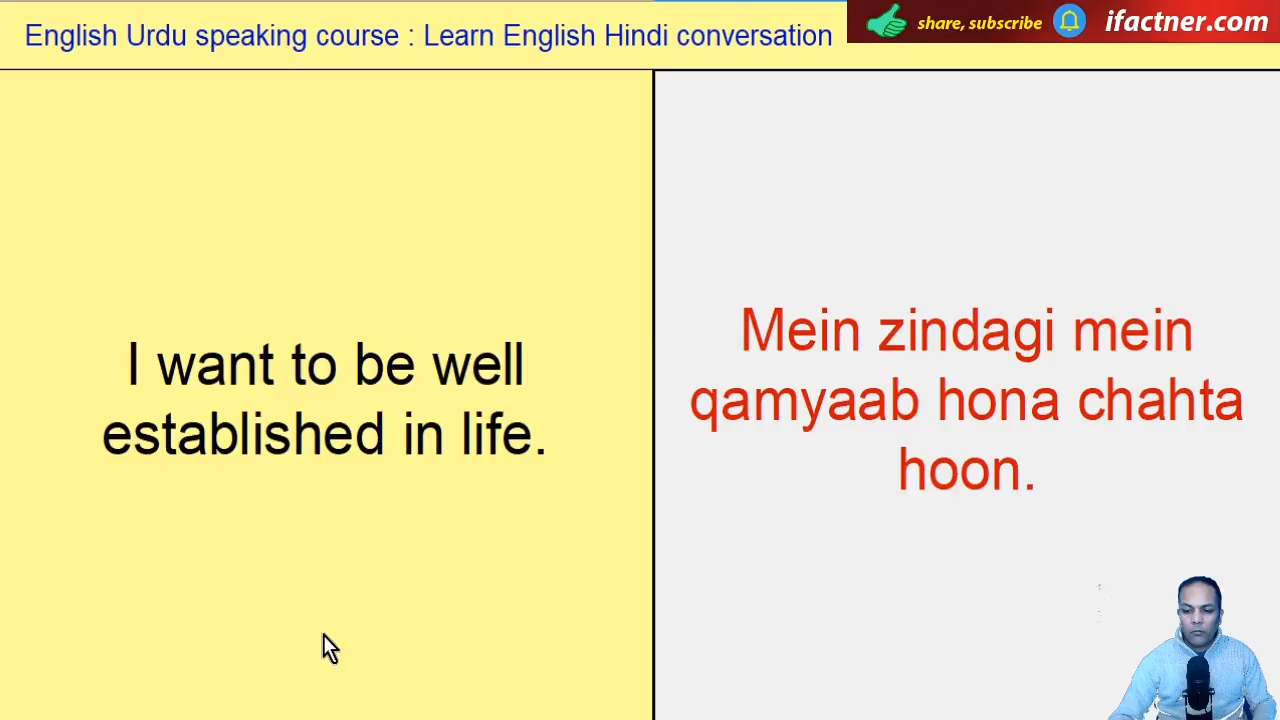 English Urdu speaking course : Learn English Hindi conversation
share, subscribe
ifactner.com
I want to be well
established in life.
Mein zindagi mein
qamyaab hona chahta
hoon.